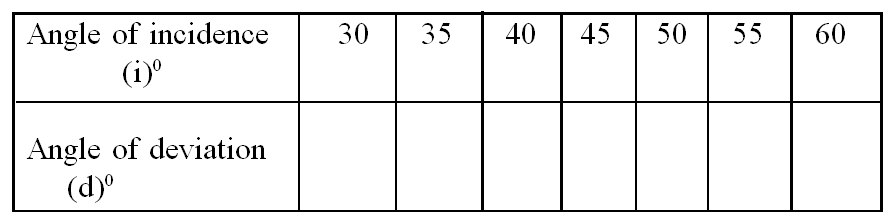 Angle of incidence 30 35 40 45 50 55 60
(i)⁰
Angle of deviation
(d)⁰